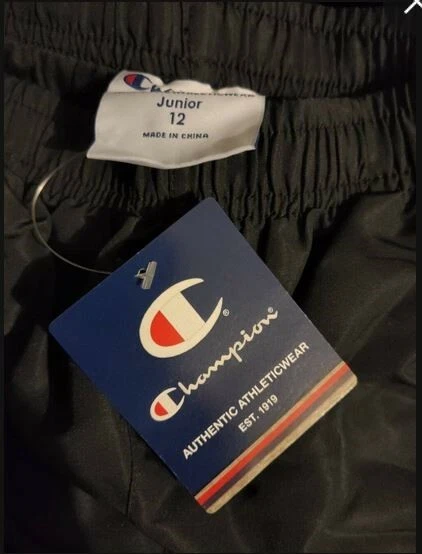 Junior
12
MADE IN CHINA
®
Champion®
AUTHENTIC ATHLETICWEAR
EST. 1919